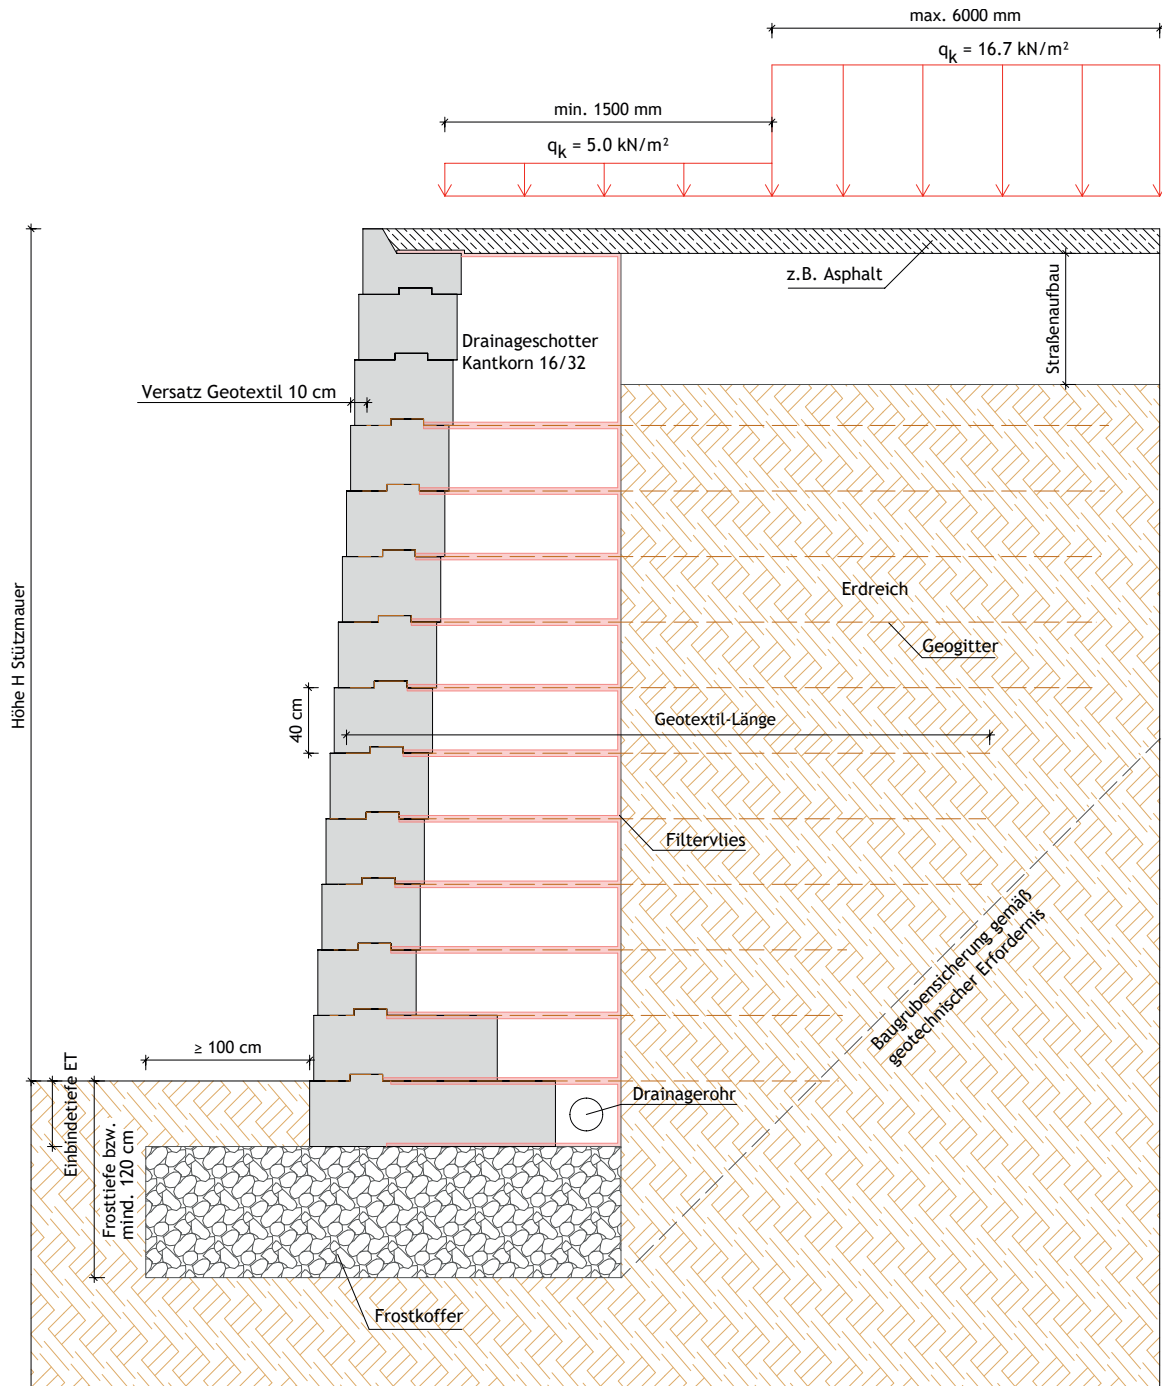 max. 6000 mm
qk = 16.7 kN/m²
min. 1500 mm
qk = 5.0 kN/m²
z.B. Asphalt
Straßenaufbau
Drainageschotter
Kantkorn 16/32
Versatz Geotextil 10 cm
Erdreich
Geogitter
Höhe H Stützmauer
40 cm
Geotextil-Länge
Filtervlies
Baugrubensicherung gemäß
geotechnischer Erfordernis
≥ 100 cm
Drainagerohr
Einbindetiefe ET
Frosttiefe bzw.
mind. 120 cm
Frostkoffer